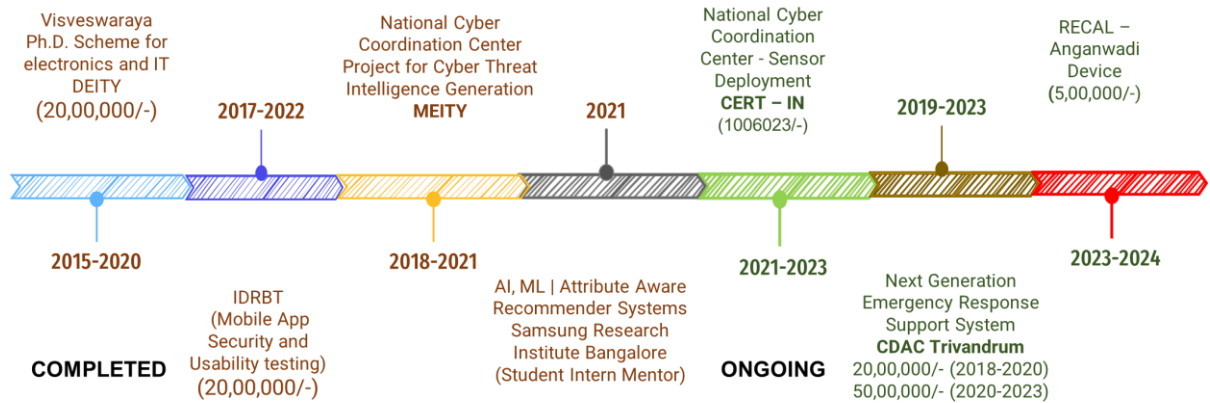 Visveswaraya
Ph.D. Scheme for
electronics and IT
DEITY
(20,00,000/-)
2015-2020
2017-2022
IDRBT
(Mobile App
Security and
Usability testing)
(20,00,000/-)
National Cyber
Coordination Center
Project for Cyber Threat
Intelligence Generation
MEITY
2018-2021
2021
AI, ML | Attribute Aware
Recommender Systems
Samsung Research
Institute Bangalore
(Student Intern Mentor)
National Cyber
Coordination
Center - Sensor
Deployment
CERT – IN
(1006023/-)
2021-2023
2019-2023
Next Generation
Emergency Response
Support System
CDAC Trivandrum
20,00,000/- (2018-2020)
50,00,000/- (2020-2023)
RECAL –
Anganwadi
Device
(5,00,000/-)
2023-2024
COMPLETED
ONGOING